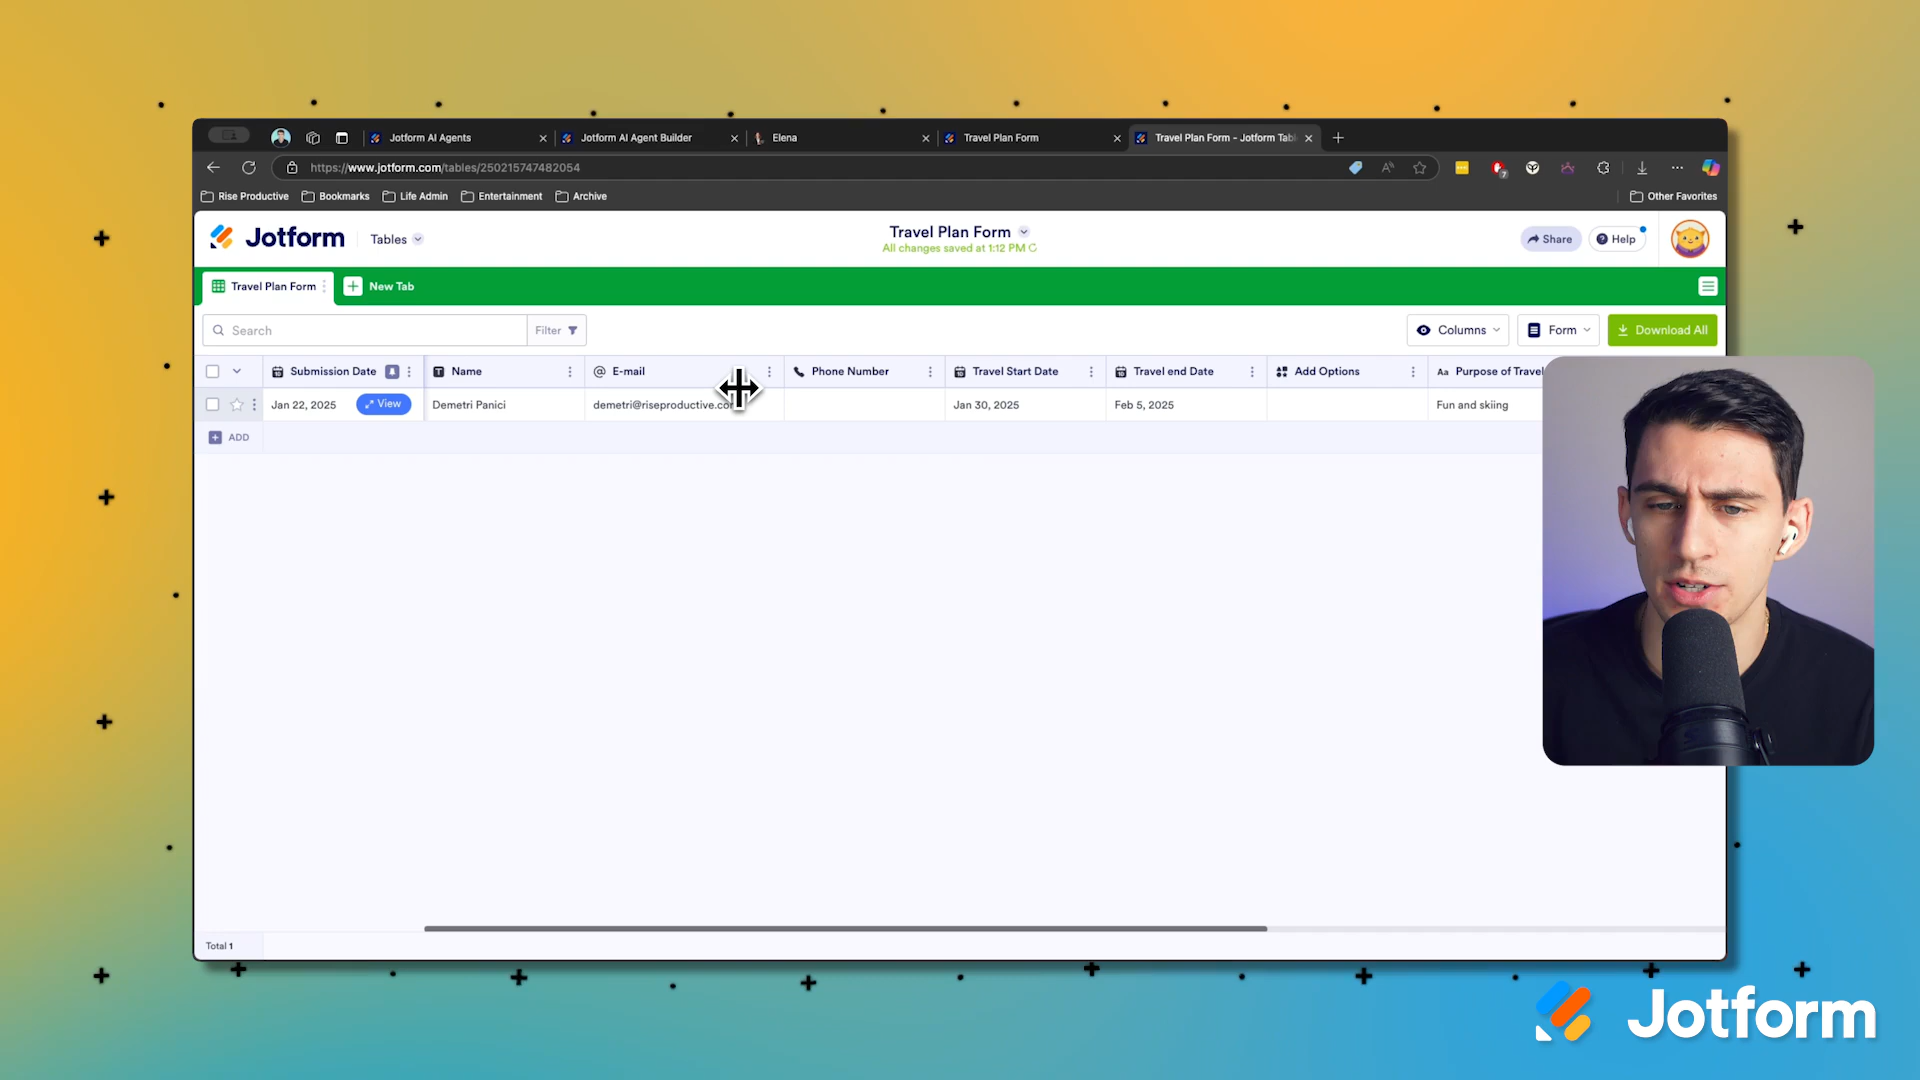 Jotform AI Agents
Jotform AI Agent Builder
Elena
Travel Plan Form
Travel Plan Form - Jotform Tab
https://www.jotform.com/tables/250215747482054
Rise Productive
Bookmarks
Life Admin
Entertainment
Archive
Other Favorites
Jotform
Tables
Travel Plan Form
All changes saved at 1:12 PM
Share
Help
Travel Plan Form
New Tab
Search
Filter
Columns
Form
Download All
Submission Date
Name
E-mail
Phone Number
Travel Start Date
Travel end Date
Add Options
Aa Purpose of Travel
Jan 22, 2025
View
Demetri Panici
demetri@riseproductive.co
Jan 30, 2025
Feb 5, 2025
Fun and skiing
ADD
Total 1
Jotform